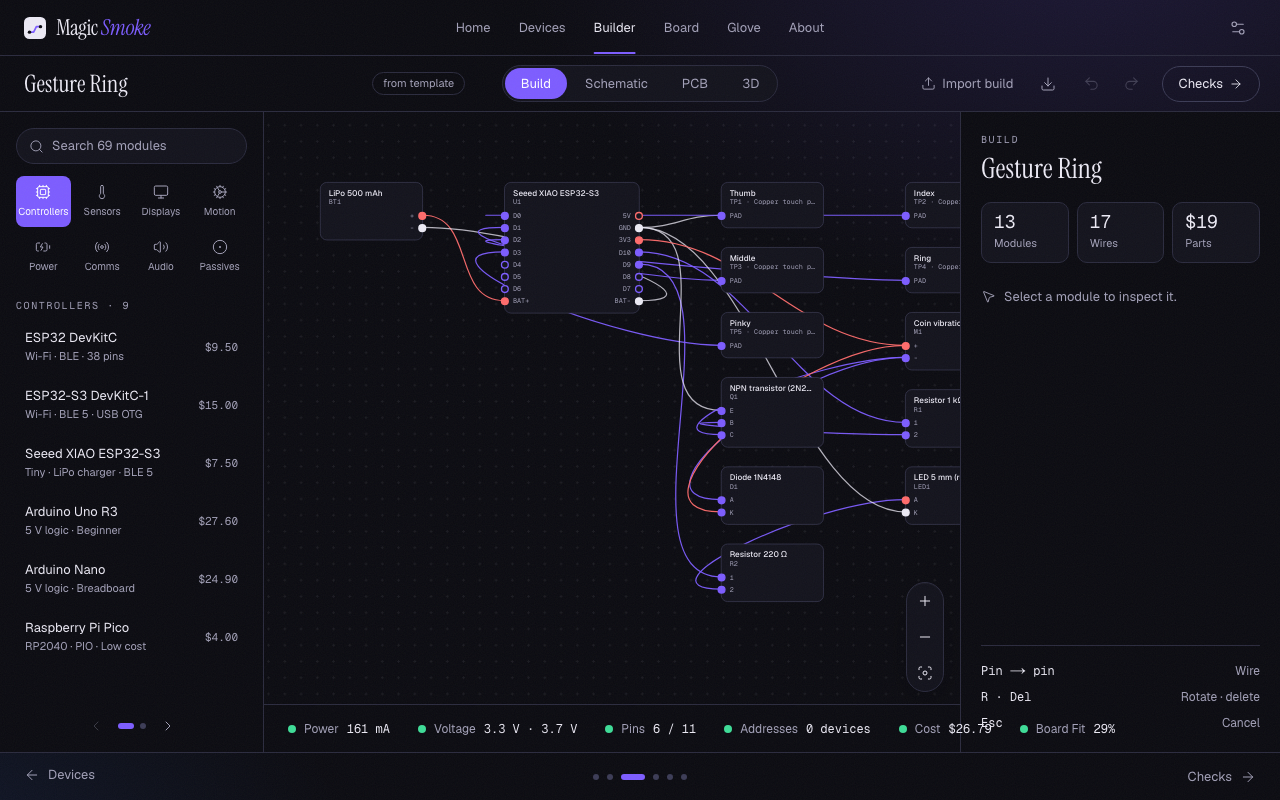 Magic Smoke
Home
Devices
Builder
Board
Glove
About
Gesture Ring
from template
Build
Schematic
PCB
3D
Import build
Checks
Search 69 modules
Controllers
Sensors
Displays
Motion
Power
Comms
Audio
Passives
CONTROLLERS · 9
ESP32 DevKitC
Wi-Fi · BLE · 38 pins
$9.50
ESP32-S3 DevKitC-1
Wi-Fi · BLE 5 · USB OTG
$15.00
Seeed XIAO ESP32-S3
Tiny · LiPo charger · BLE 5
$7.50
Arduino Uno R3
5 V logic · Beginner
$27.60
Arduino Nano
5 V logic · Breadboard
$24.90
Raspberry Pi Pico
RP2040 · PIO · Low cost
$4.00
LiPo 500 mAh
BT1
+
-
Seeed XIAO ESP32-S3
U1
D0 5V
D1 GND
D2 3V3
D3 D10
D4 D9
D5 D8
D6 D7
BAT+ BAT-
Thumb
TP1 · Copper touch p…
PAD
Index
TP2 · Copper
PAD
Middle
TP3 · Copper touch p…
PAD
Ring
TP4 · Copper
PAD
Pinky
TP5 · Copper touch p…
PAD
Coin vibratio
M1
+
-
NPN transistor (2N2…
Q1
E
B
C
Resistor 1 kΩ
R1
1
2
Diode 1N4148
D1
A
K
LED 5 mm (r
LED1
A
K
Resistor 220 Ω
R2
1
2
BUILD
Gesture Ring
13
Modules
17
Wires
$19
Parts
Select a module to inspect it.
Pin → pin
Wire
R · Del
Rotate · delete
Esc
Cancel
Power 161 mA
Voltage 3.3 V · 3.7 V
Pins 6 / 11
Addresses 0 devices
Cost $26.79
Board Fit 29%
Devices
Checks